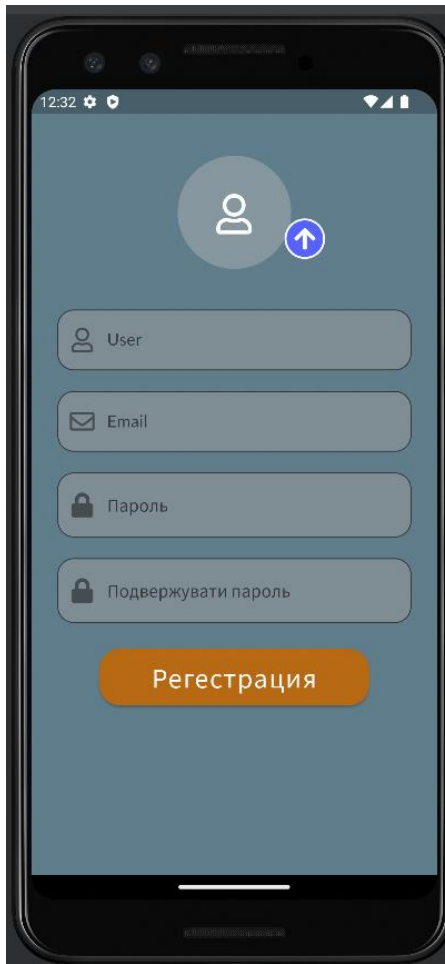 12:32
User
Email
Пароль
Подвержувати пароль
Регестрация